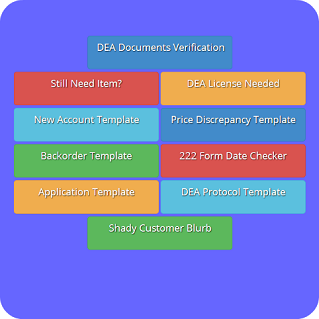 DEA Documents Verification
Still Need Item?
DEA License Needed
New Account Template
Price Discrepancy Template
Backorder Template
222 Form Date Checker
Application Template
DEA Protocol Template
Shady Customer Blurb